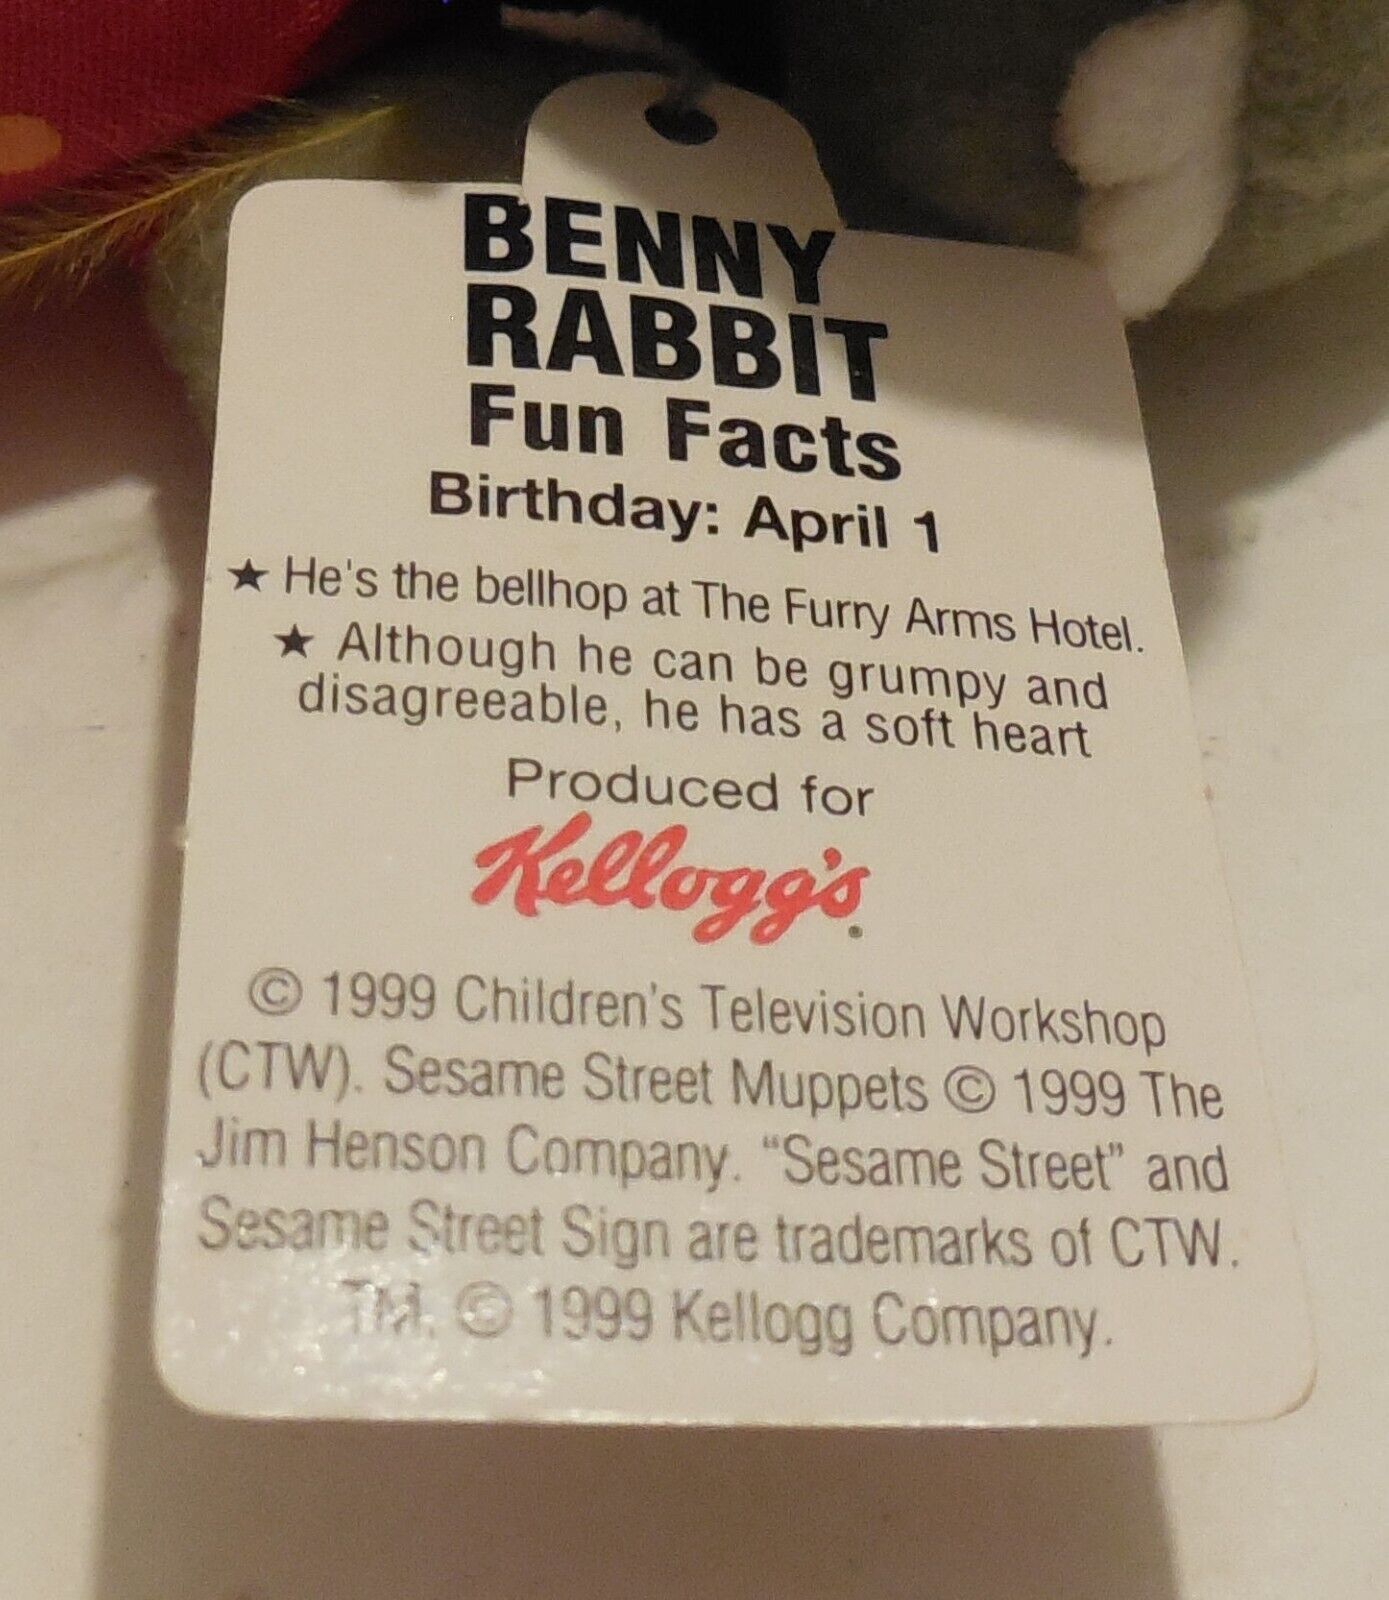 BENNY
RABBIT
Fun Facts
Birthday: April 1
★ He's the bellhop at The Furry Arms Hotel.
★ Although he can be grumpy and
disagreeable, he has a soft heart
Produced for
Kellogg's
© 1999 Children's Television Workshop
(CTW). Sesame Street Muppets © 1999 The
Jim Henson Company. “Sesame Street” and
Sesame Street Sign are trademarks of CTW.
TM. © 1999 Kellogg Company.